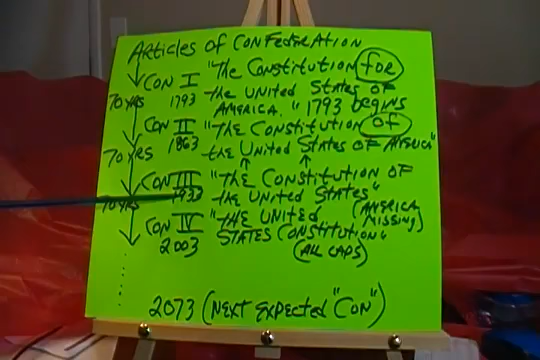 Articles of Confederation
CON I "The Constitution for
70 YRS 1793 the United States of
America." 1793 begins
CON II "The Constitution of
1863 the United States of America"
70 YRS
CON III "The Constitution of
1933 the United States"
70 YRS (America Missing)
CON IV "THE UNITED
2003 STATES CONSTITUTION"
(ALL CAPS)
2073 (Next Expected "CON")